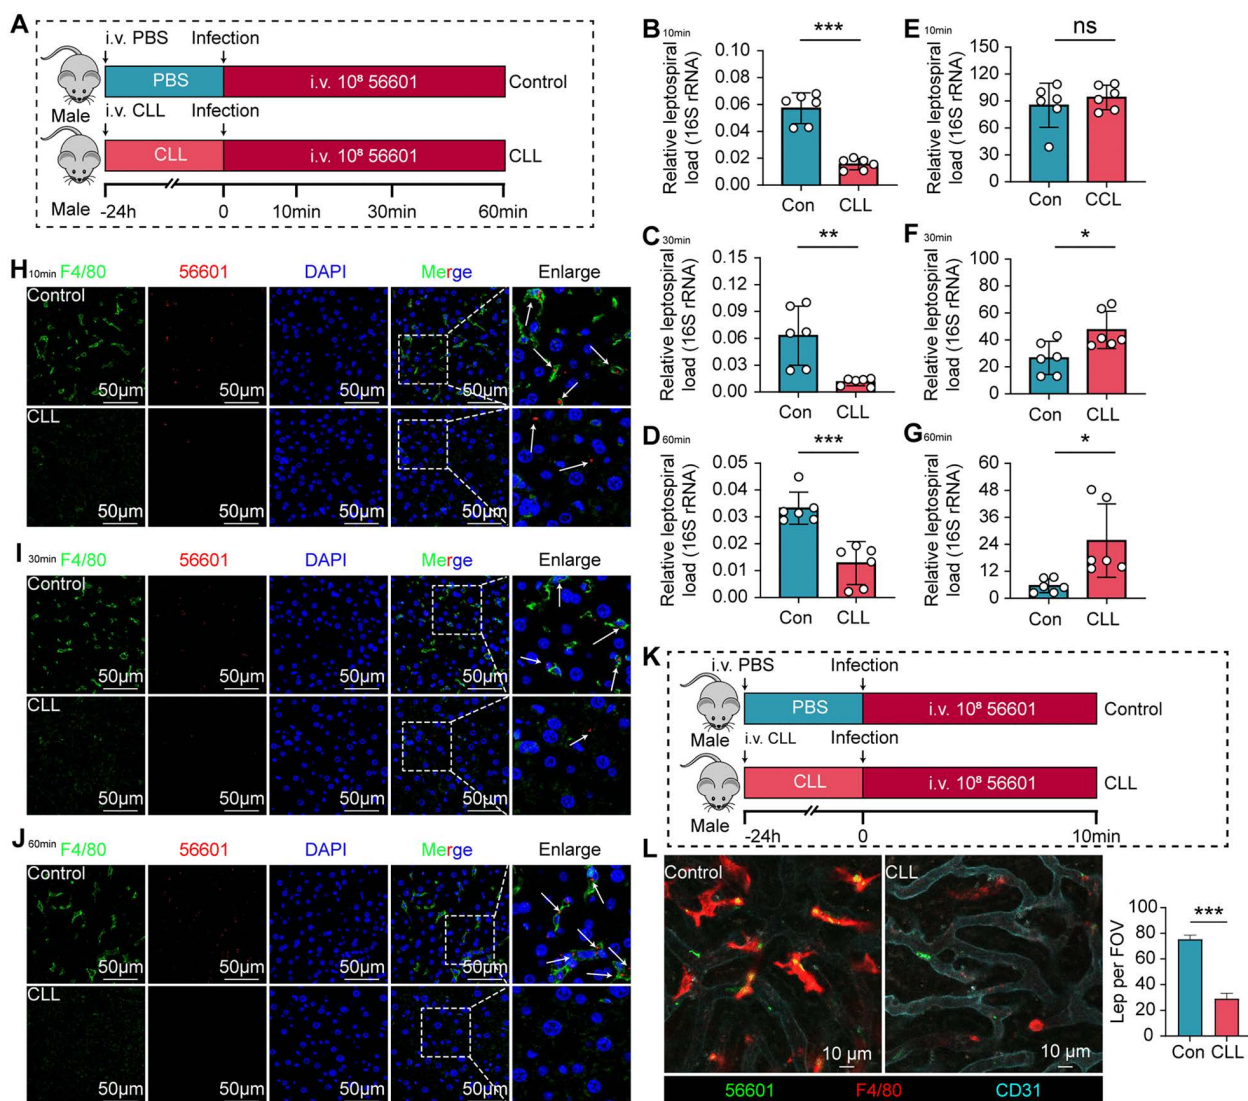 A
i.v. PBS Infection
PBS i.v. 10⁸ 56601 Control
Male
i.v. CLL Infection
CLL i.v. 10⁸ 56601 CLL
Male -24h 0 10min 30min 60min
B 10min
***
Relative leptospiral load (16S rRNA)
0.10
0.08
0.06
0.04
0.02
0.00
Con CLL
E 10min
ns
Relative leptospiral load (16S rRNA)
150
120
90
60
30
0
Con CCL
C 30min
**
Relative leptospiral load (16S rRNA)
0.15
0.12
0.09
0.06
0.03
0.00
Con CLL
F 30min
*
Relative leptospiral load (16S rRNA)
100
80
60
40
20
0
Con CLL
D 60min
***
Relative leptospiral load (16S rRNA)
0.05
0.04
0.03
0.02
0.01
0.00
Con CLL
G 60min
*
Relative leptospiral load (16S rRNA)
60
48
36
24
12
0
Con CLL
H 10min F4/80 56601 DAPI Merge Enlarge
Control
50μm 50μm 50μm 50μm
CLL
50μm 50μm 50μm 50μm
I 30min F4/80 56601 DAPI Merge Enlarge
Control
50μm 50μm 50μm 50μm
CLL
50μm 50μm 50μm 50μm
J 60min F4/80 56601 DAPI Merge Enlarge
Control
50μm 50μm 50μm 50μm
CLL
50μm 50μm 50μm 50μm
K
i.v. PBS Infection
PBS i.v. 10⁸ 56601 Control
Male
i.v. CLL Infection
CLL i.v. 10⁸ 56601 CLL
Male
-24h 0 10min
L
Control CLL
10 μm 10 μm
56601 F4/80 CD31
***
Lep per FOV
100
80
60
40
20
0
Con CLL